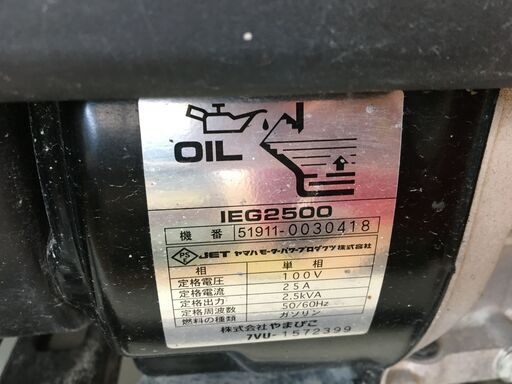 OIL
IEG2500
機番 51911-0030418
PS E JET ヤマハモーターパワープロダクツ株式会社
相 単相
定格電圧 100V
定格電流 25A
定格出力 2.5kVA
定格周波数 50/60Hz
燃料の種類 ガソリン
株式会社やまびこ
7VU-1572399